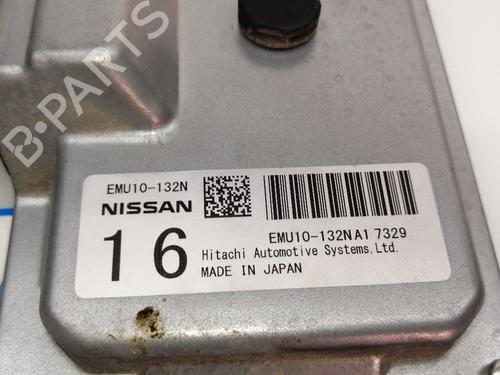 B-PARTS
EMU10-132N
NISSAN
EMU10-132NA1 7329
16
Hitachi Automotive Systems,Ltd.
MADE IN JAPAN